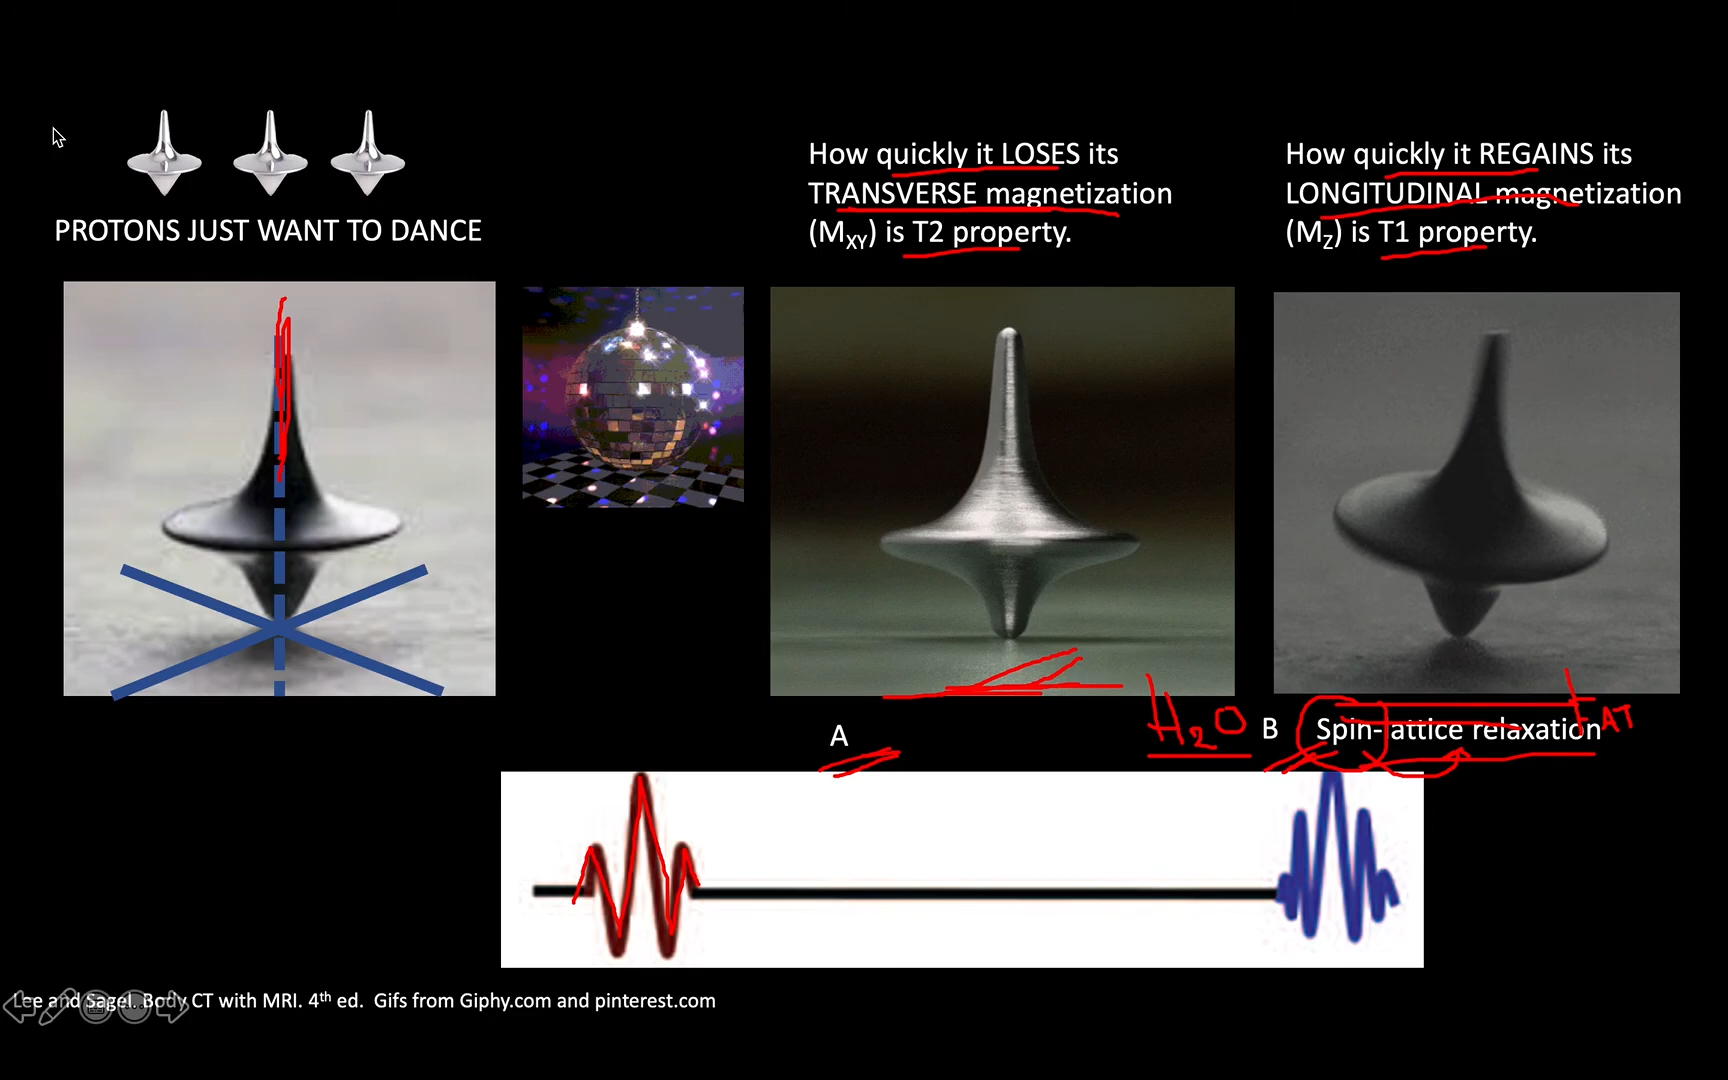 PROTONS JUST WANT TO DANCE
How quickly it LOSES its
TRANSVERSE magnetization
(M_XY) is T2 property.
How quickly it REGAINS its
LONGITUDINAL magnetization
(M_Z) is T1 property.
A
H₂O
B
Spin-lattice relaxation
FAT
Lee and Sagel. Body CT with MRI. 4th ed. Gifs from Giphy.com and pinterest.com